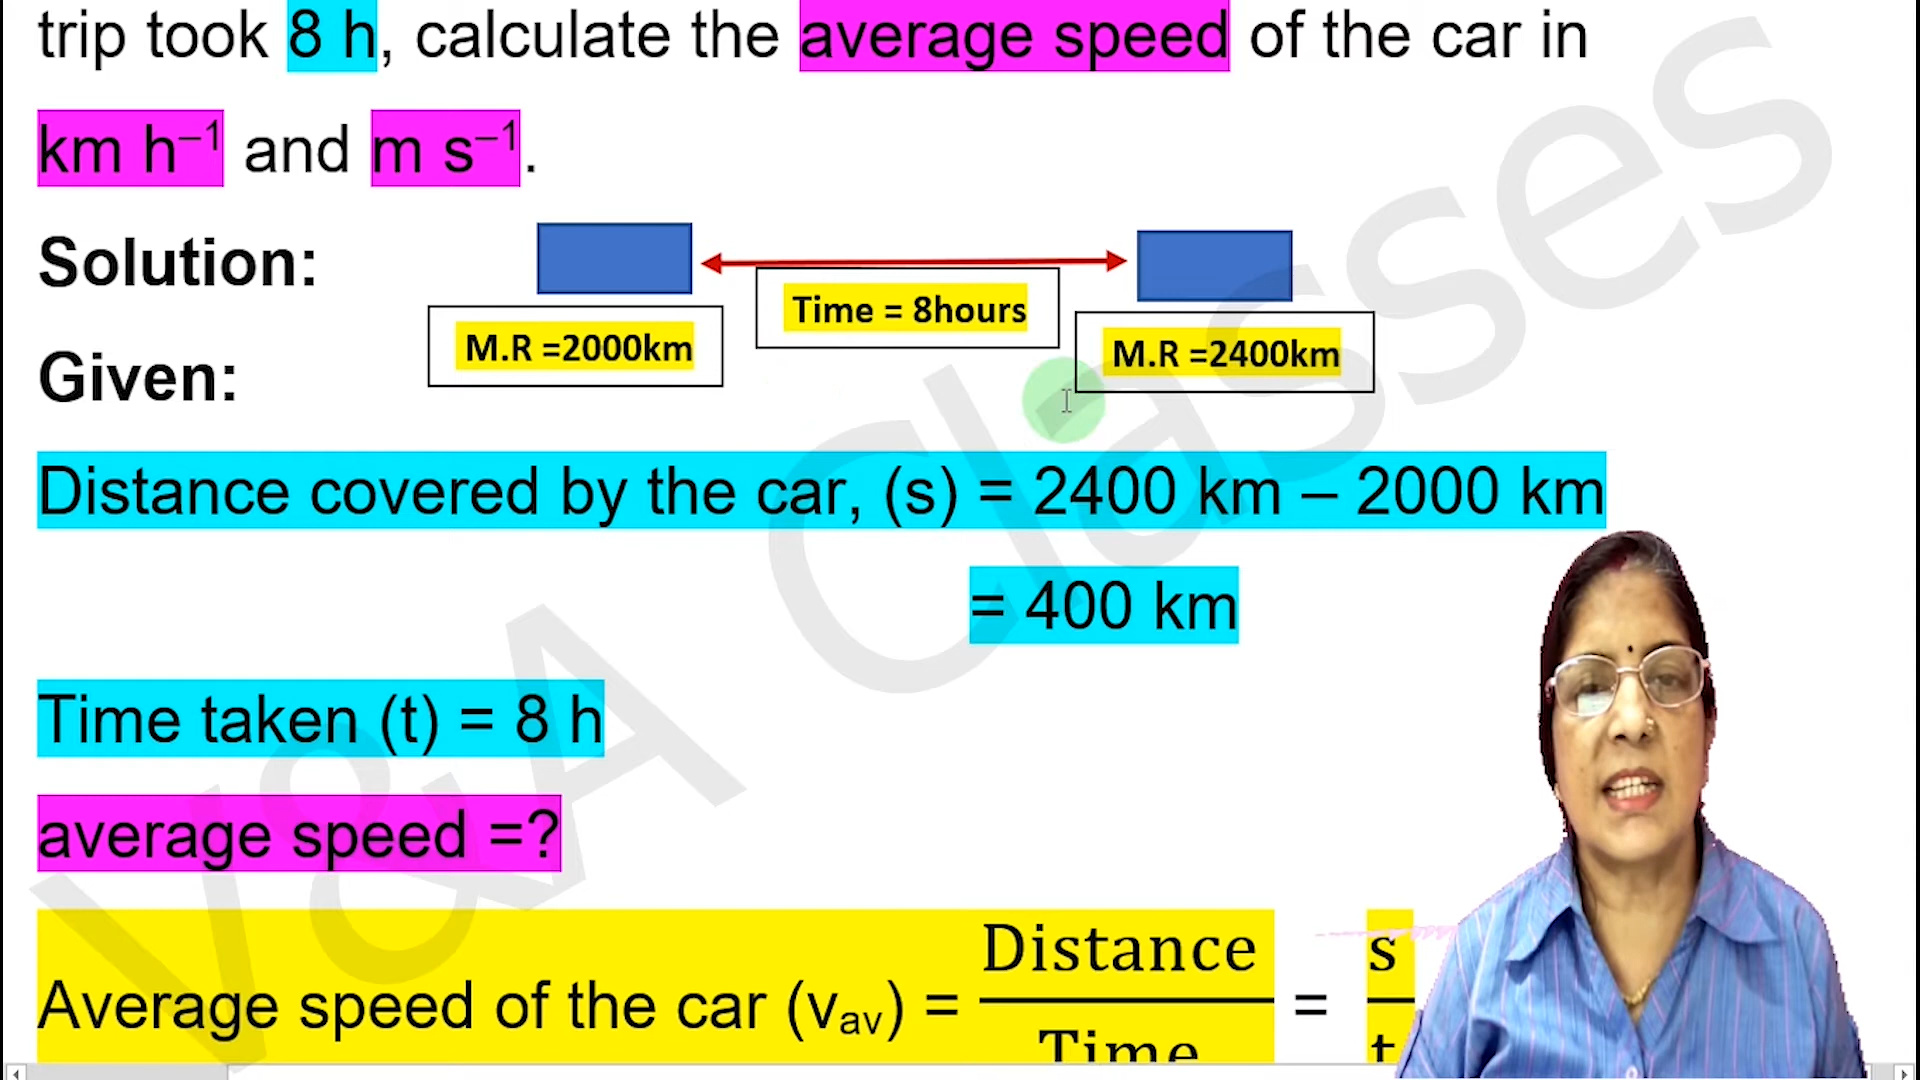 trip took 8 h, calculate the average speed of the car in
km h⁻¹ and m s⁻¹.
Solution:
Time = 8hours
M.R =2000km
M.R =2400km
Given:
Distance covered by the car, (s) = 2400 km – 2000 km
= 400 km
Time taken (t) = 8 h
average speed =?
Average speed of the car (vₐᵥ) = Distance / Time = s / t
V&A Classes